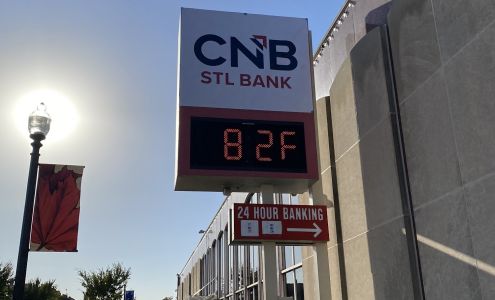 CNB
STL BANK
82F
24 HOUR BANKING